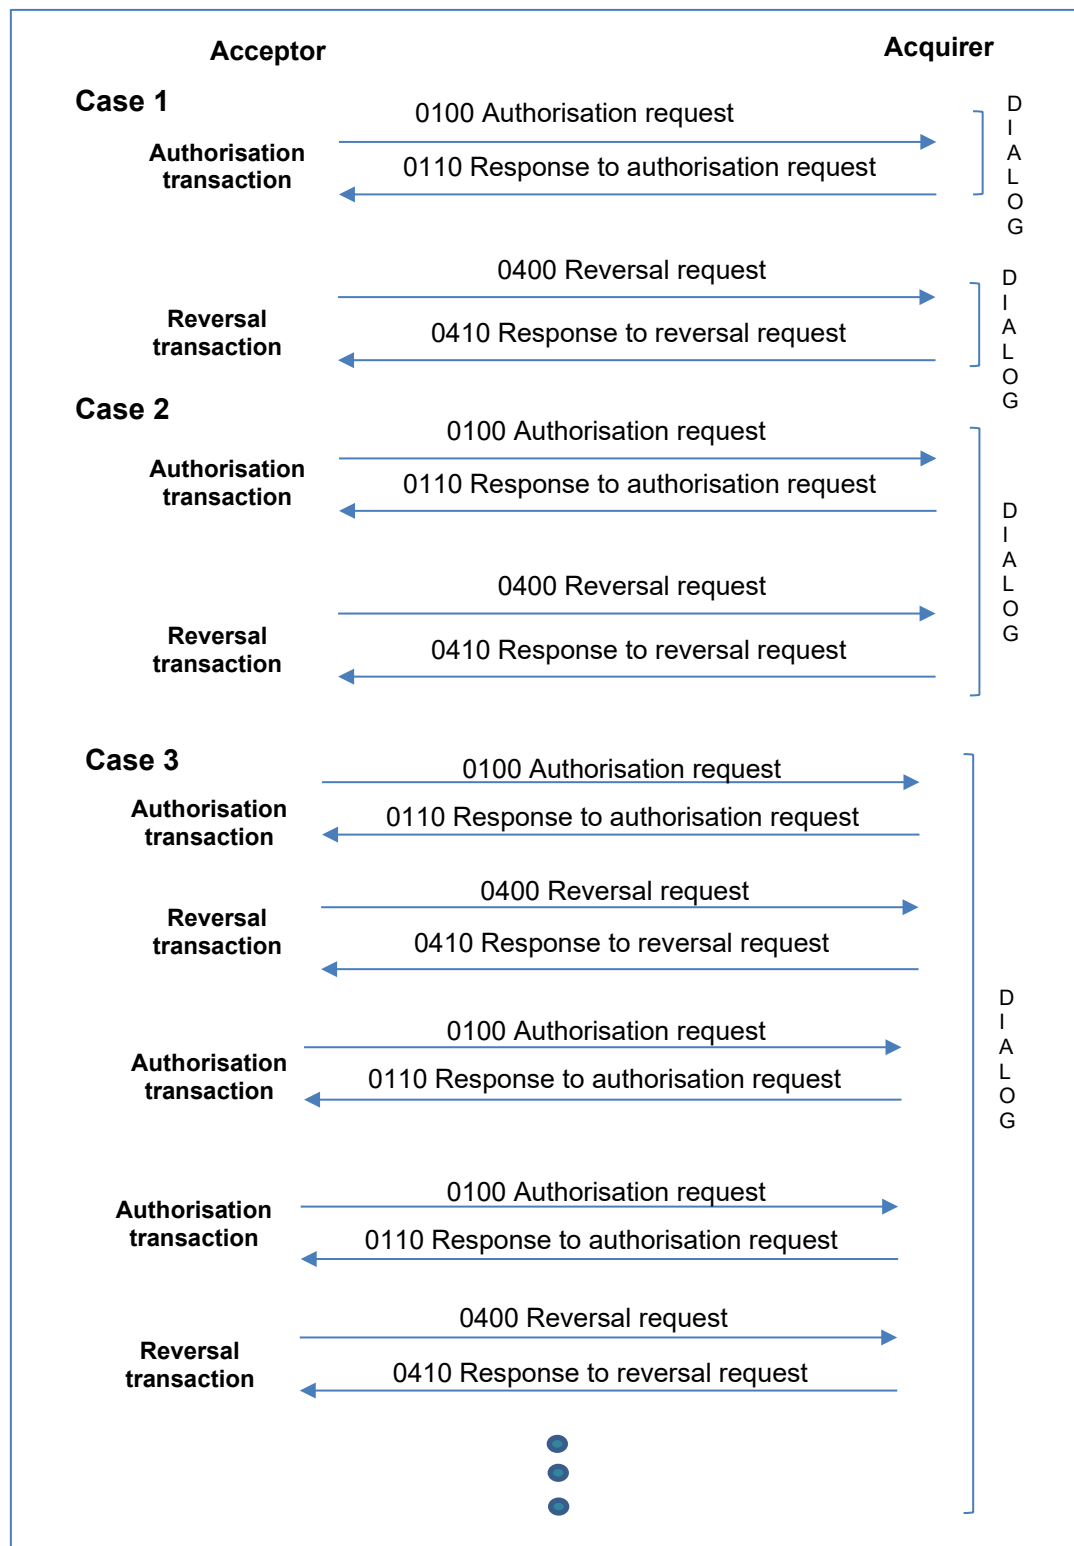 Acceptor
Acquirer
Case 1
0100 Authorisation request
Authorisation
transaction
0110 Response to authorisation request
D
I
A
L
O
G
0400 Reversal request
Reversal
transaction
0410 Response to reversal request
D
I
A
L
O
G
Case 2
0100 Authorisation request
Authorisation
transaction
0110 Response to authorisation request
0400 Reversal request
Reversal
transaction
0410 Response to reversal request
D
I
A
L
O
G
Case 3
0100 Authorisation request
Authorisation
transaction
0110 Response to authorisation request
0400 Reversal request
Reversal
transaction
0410 Response to reversal request
0100 Authorisation request
Authorisation
transaction
0110 Response to authorisation request
0100 Authorisation request
Authorisation
transaction
0110 Response to authorisation request
0400 Reversal request
Reversal
transaction
0410 Response to reversal request
D
I
A
L
O
G